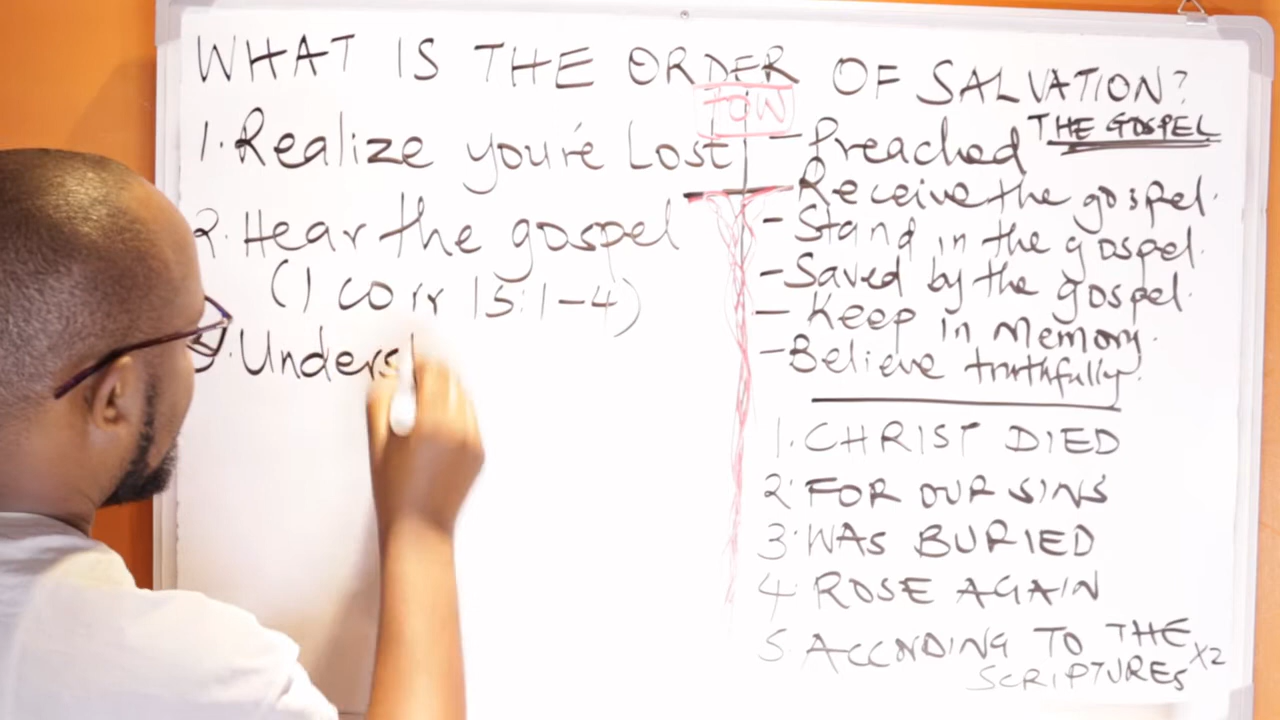 WHAT IS THE ORDER OF SALVATION?
TOW
1. Realize you're Lost
2. Hear the gospel
(1 Corr 15:1-4)
3. Unders
THE GOSPEL
- Preached
- Receive the gospel.
- Stand in the gospel.
- Saved by the gospel.
- Keep in Memory.
- Believe truthfully.
1. CHRIST DIED
2. FOR OUR SINS
3. WAS BURIED
4. ROSE AGAIN
5. ACCORDING TO THE
SCRIPTURES X2